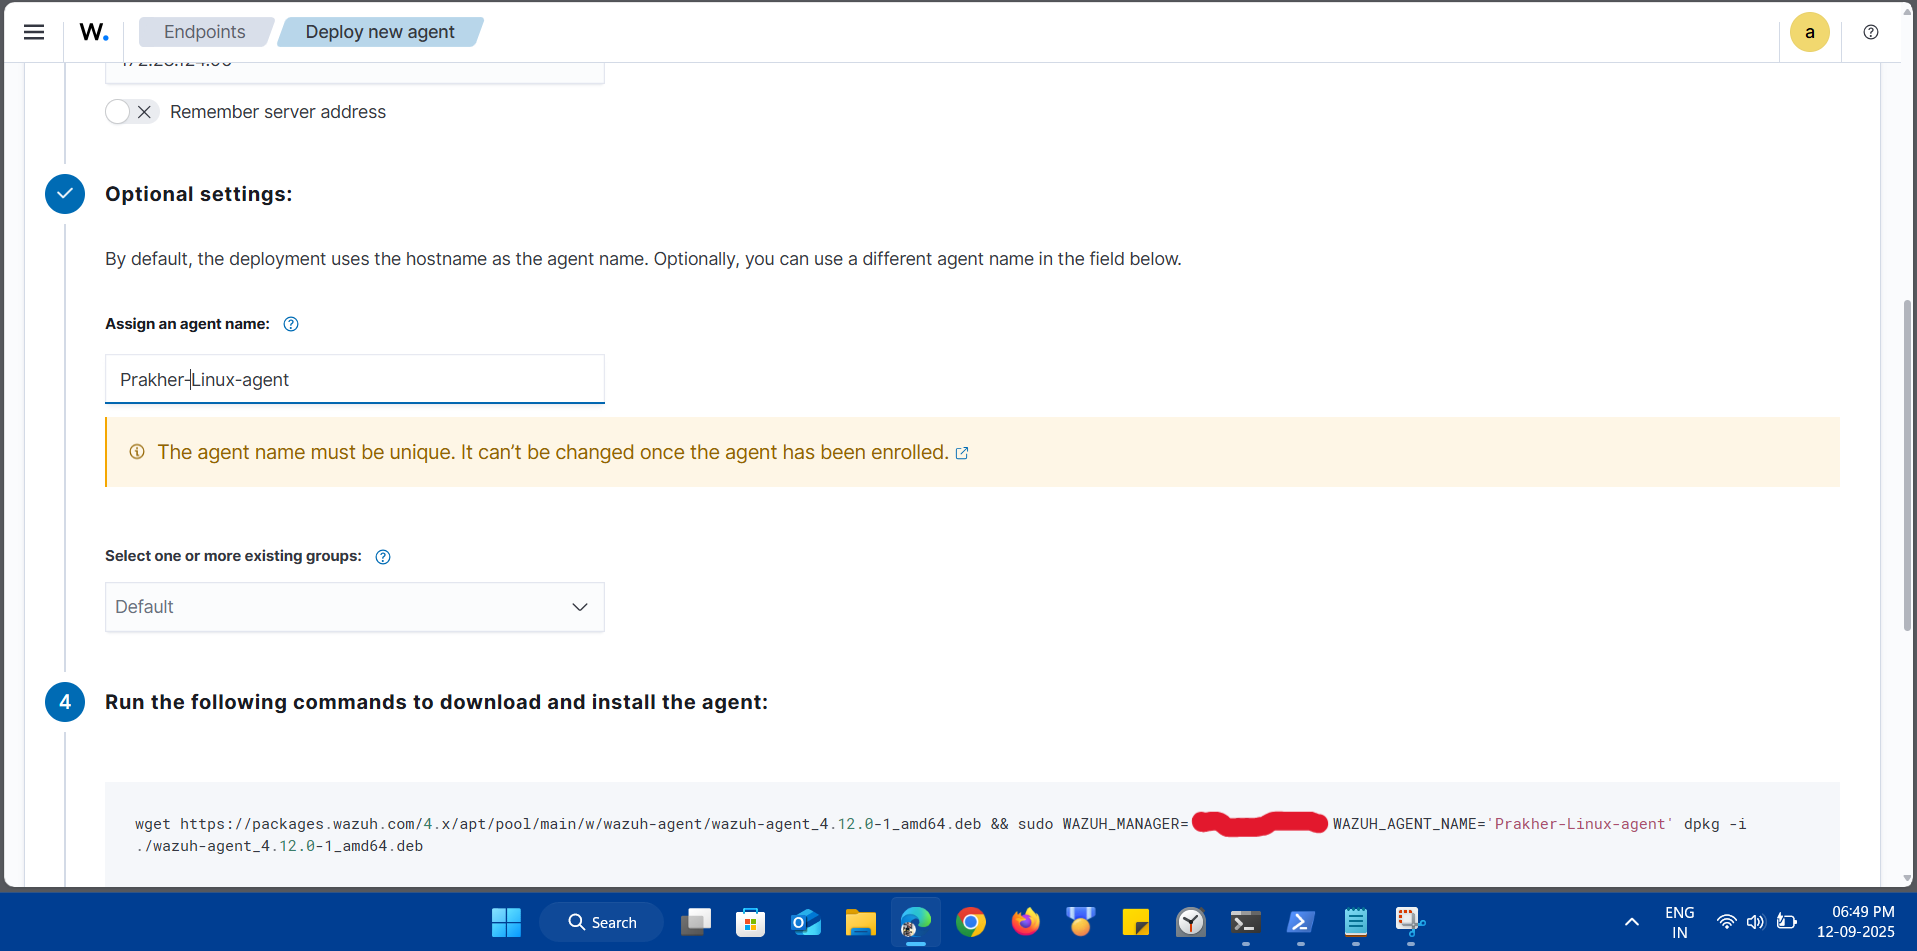 W.
Endpoints
Deploy new agent
a
Remember server address
Optional settings:
By default, the deployment uses the hostname as the agent name. Optionally, you can use a different agent name in the field below.
Assign an agent name:
Prakher-Linux-agent
The agent name must be unique. It can't be changed once the agent has been enrolled.
Select one or more existing groups:
Default
4
Run the following commands to download and install the agent:
wget https://packages.wazuh.com/4.x/apt/pool/main/w/wazuh-agent/wazuh-agent_4.12.0-1_amd64.deb && sudo WAZUH_MANAGER= WAZUH_AGENT_NAME='Prakher-Linux-agent' dpkg -i
./wazuh-agent_4.12.0-1_amd64.deb
Search
ENG
IN
06:49 PM
12-09-2025